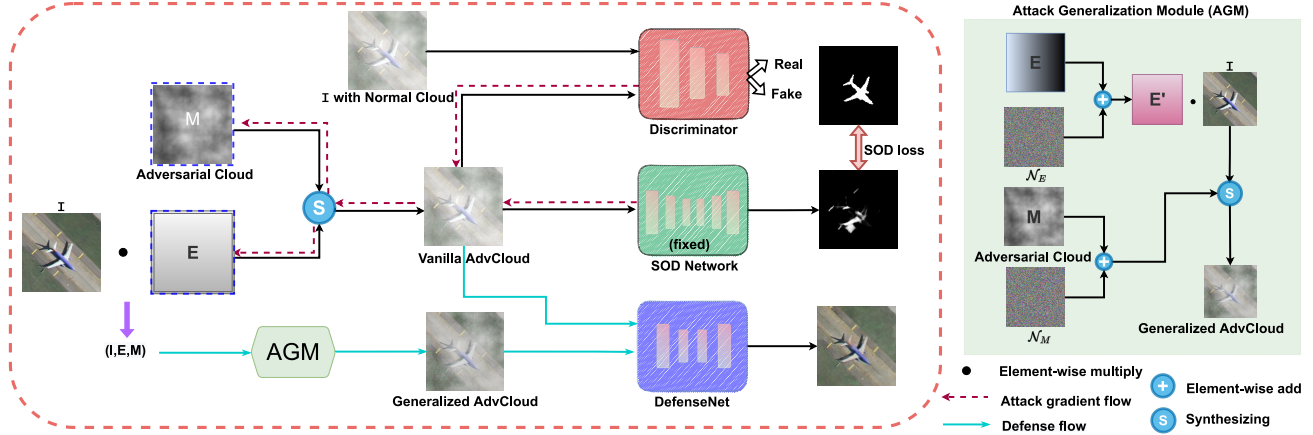 I with Normal Cloud
Real
Fake
Discriminator
M
Adversarial Cloud
SOD loss
I
E
S
Vanilla AdvCloud
(fixed)
SOD Network
(I,E,M)
AGM
Generalized AdvCloud
DefenseNet
Attack Generalization Module (AGM)
E
I
E'
𝒩_E
M
S
Adversarial Cloud
𝒩_M
Generalized AdvCloud
Element-wise multiply
Element-wise add
Attack gradient flow
S Synthesizing
Defense flow